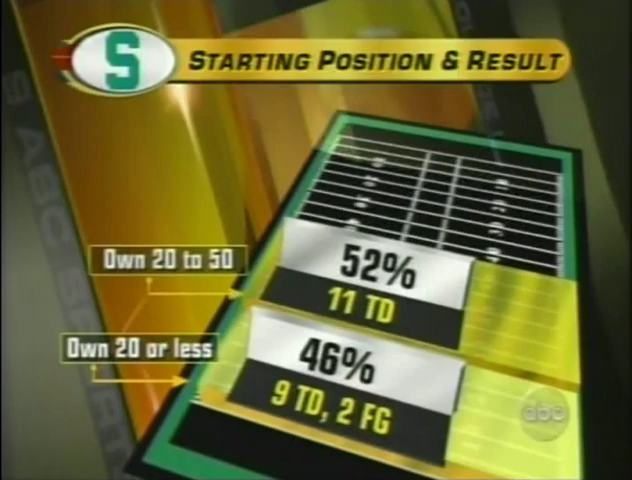 S
STARTING POSITION & RESULT
Own 20 to 50
52%
11 TD
Own 20 or less
46%
9 TD, 2 FG
abc